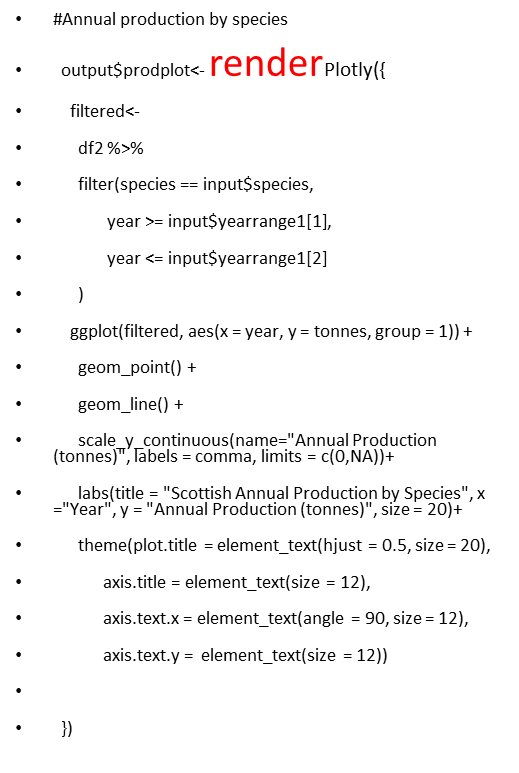 • #Annual production by species
• output$prodplot<- renderPlotly({
• filtered<-
• df2 %>%
• filter(species == input$species,
• year >= input$yearrange1[1],
• year <= input$yearrange1[2]
• )
• ggplot(filtered, aes(x = year, y = tonnes, group = 1)) +
• geom_point() +
• geom_line() +
• scale_y_continuous(name="Annual Production
(tonnes)", labels = comma, limits = c(0,NA))+
• labs(title = "Scottish Annual Production by Species", x
="Year", y = "Annual Production (tonnes)", size = 20)+
• theme(plot.title = element_text(hjust = 0.5, size = 20),
• axis.title = element_text(size = 12),
• axis.text.x = element_text(angle = 90, size = 12),
• axis.text.y = element_text(size = 12))
•
• })